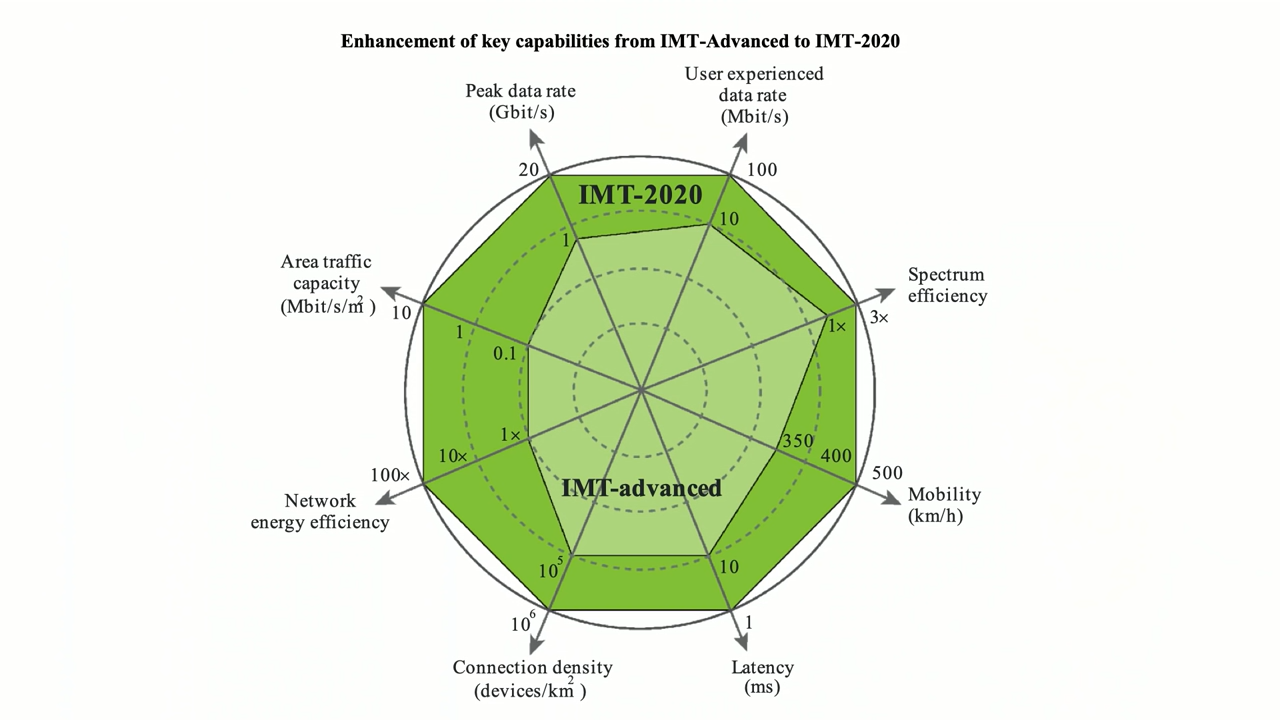 Enhancement of key capabilities from IMT-Advanced to IMT-2020
User experienced
data rate
(Mbit/s)
Peak data rate
(Gbit/s)
20
100
IMT-2020
10
1
Area traffic
capacity
(Mbit/s/m²)
Spectrum
efficiency
10
3×
1
1×
0.1
1×
350
10×
400
100×
500
Network
energy efficiency
Mobility
(km/h)
IMT-advanced
10⁵
10
10⁶
1
Connection density
(devices/km²)
Latency
(ms)